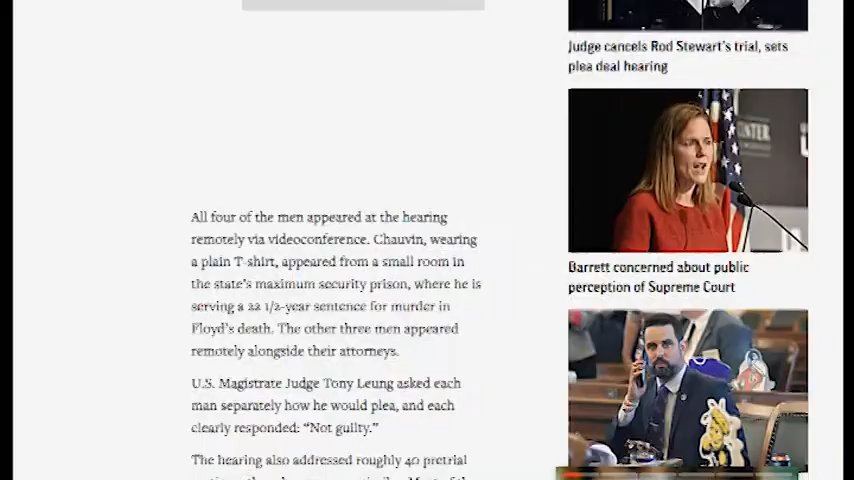 All four of the men appeared at the hearing
remotely via videoconference. Chauvin, wearing
a plain T-shirt, appeared from a small room in
the state's maximum security prison, where he is
serving a 22 1/2-year sentence for murder in
Floyd's death. The other three men appeared
remotely alongside their attorneys.
U.S. Magistrate Judge Tony Leung asked each
man separately how he would plea, and each
clearly responded: “Not guilty.”
The hearing also addressed roughly 40 pretrial
Judge cancels Rod Stewart's trial, sets
plea deal hearing
Barrett concerned about public
perception of Supreme Court